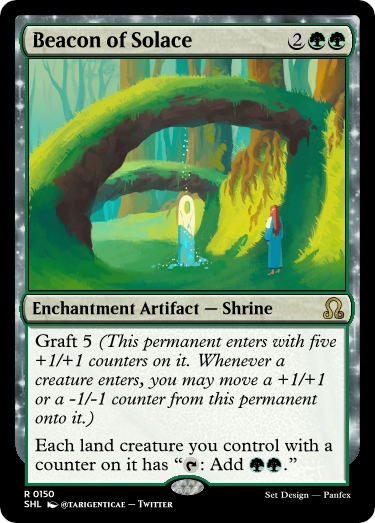 Beacon of Solace 2
Enchantment Artifact — Shrine
Graft 5 (This permanent enters with five
+1/+1 counters on it. Whenever a
creature enters, you may move a +1/+1
or a -1/-1 counter from this permanent
onto it.)
Each land creature you control with a
counter on it has “: Add .”
R 0150
SHL @TARIGENTICAE — TWITTER
Set Design — Panfex